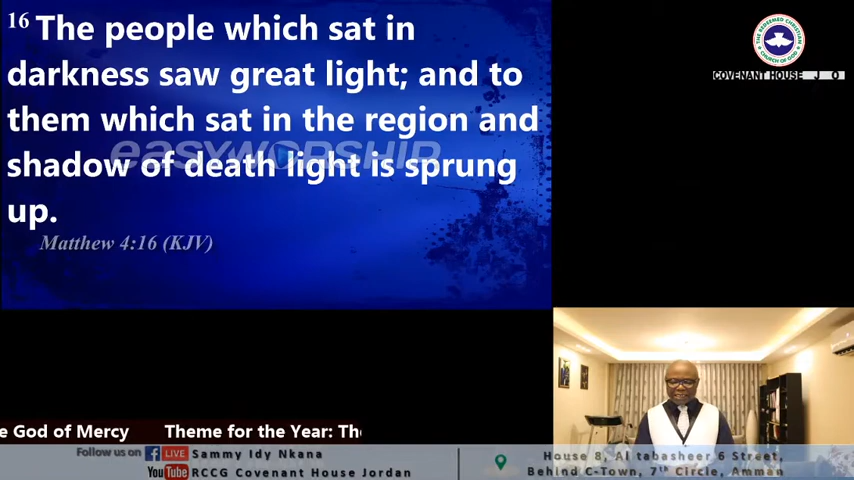 16 The people which sat in
darkness saw great light; and to
them which sat in the region and
shadow of death light is sprung
up.
easyworship
Matthew 4:16 (KJV)
THE REDEEMED CHRISTIAN
CHURCH OF GOD
COVENANT HOUSE J O
e God of Mercy Theme for the Year: The
Follow us on f LIVE Sammy Idy Nkana
YouTube RCCG Covenant House Jordan
House 8, Al tabasheer 6 Street,
Behind C-Town, 7th Circle, Amman